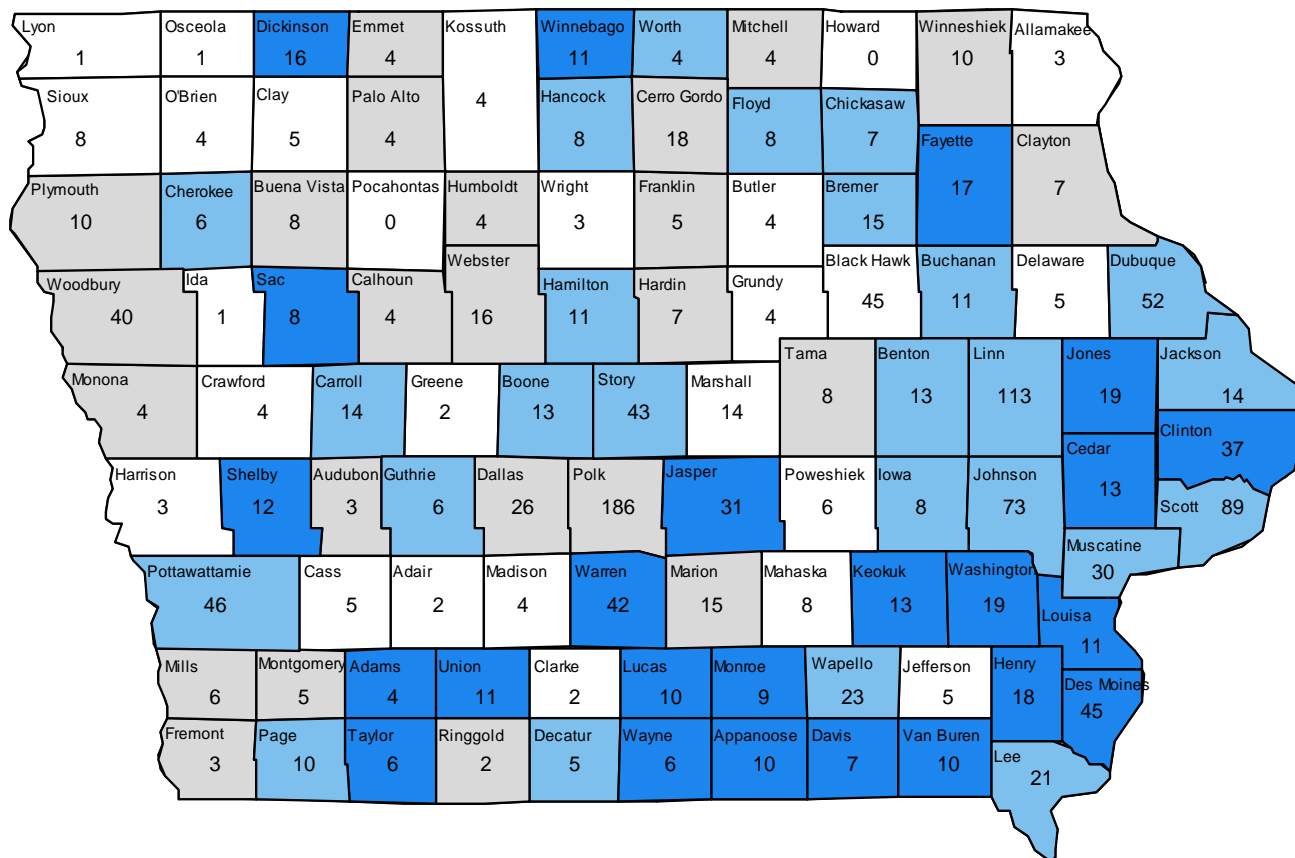 Lyon
1
Osceola
1
Dickinson
16
Emmet
4
Kossuth
4
Winnebago
11
Worth
4
Mitchell
4
Howard
0
Winneshiek
10
Allamakee
3
Sioux
8
O'Brien
4
Clay
5
Palo Alto
4
Hancock
8
Cerro Gordo
18
Floyd
8
Chickasaw
7
Fayette
17
Clayton
7
Plymouth
10
Cherokee
6
Buena Vista
8
Pocahontas
0
Humboldt
4
Wright
3
Franklin
5
Butler
4
Bremer
15
Woodbury
40
Ida
1
Sac
8
Calhoun
4
Webster
16
Hamilton
11
Hardin
7
Grundy
4
Black Hawk
45
Buchanan
11
Delaware
5
Dubuque
52
Monona
4
Crawford
4
Carroll
14
Greene
2
Boone
13
Story
43
Marshall
14
Tama
8
Benton
13
Linn
113
Jones
19
Jackson
14
Clinton
37
Cedar
13
Harrison
3
Shelby
12
Audubon
3
Guthrie
6
Dallas
26
Polk
186
Jasper
31
Poweshiek
6
Iowa
8
Johnson
73
Scott
89
Muscatine
30
Pottawattamie
46
Cass
5
Adair
2
Madison
4
Warren
42
Marion
15
Mahaska
8
Keokuk
13
Washington
19
Louisa
11
Mills
6
Montgomery
5
Adams
4
Union
11
Clarke
2
Lucas
10
Monroe
9
Wapello
23
Jefferson
5
Henry
18
Des Moines
45
Fremont
3
Page
10
Taylor
6
Ringgold
2
Decatur
5
Wayne
6
Appanoose
10
Davis
7
Van Buren
10
Lee
21